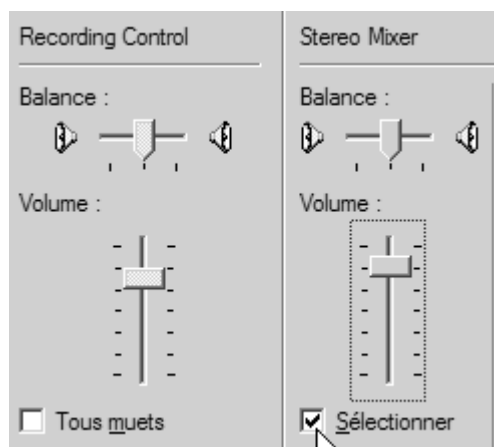 Recording Control
Balance :
Volume :
Tous muets
Stereo Mixer
Balance :
Volume :
Sélectionner